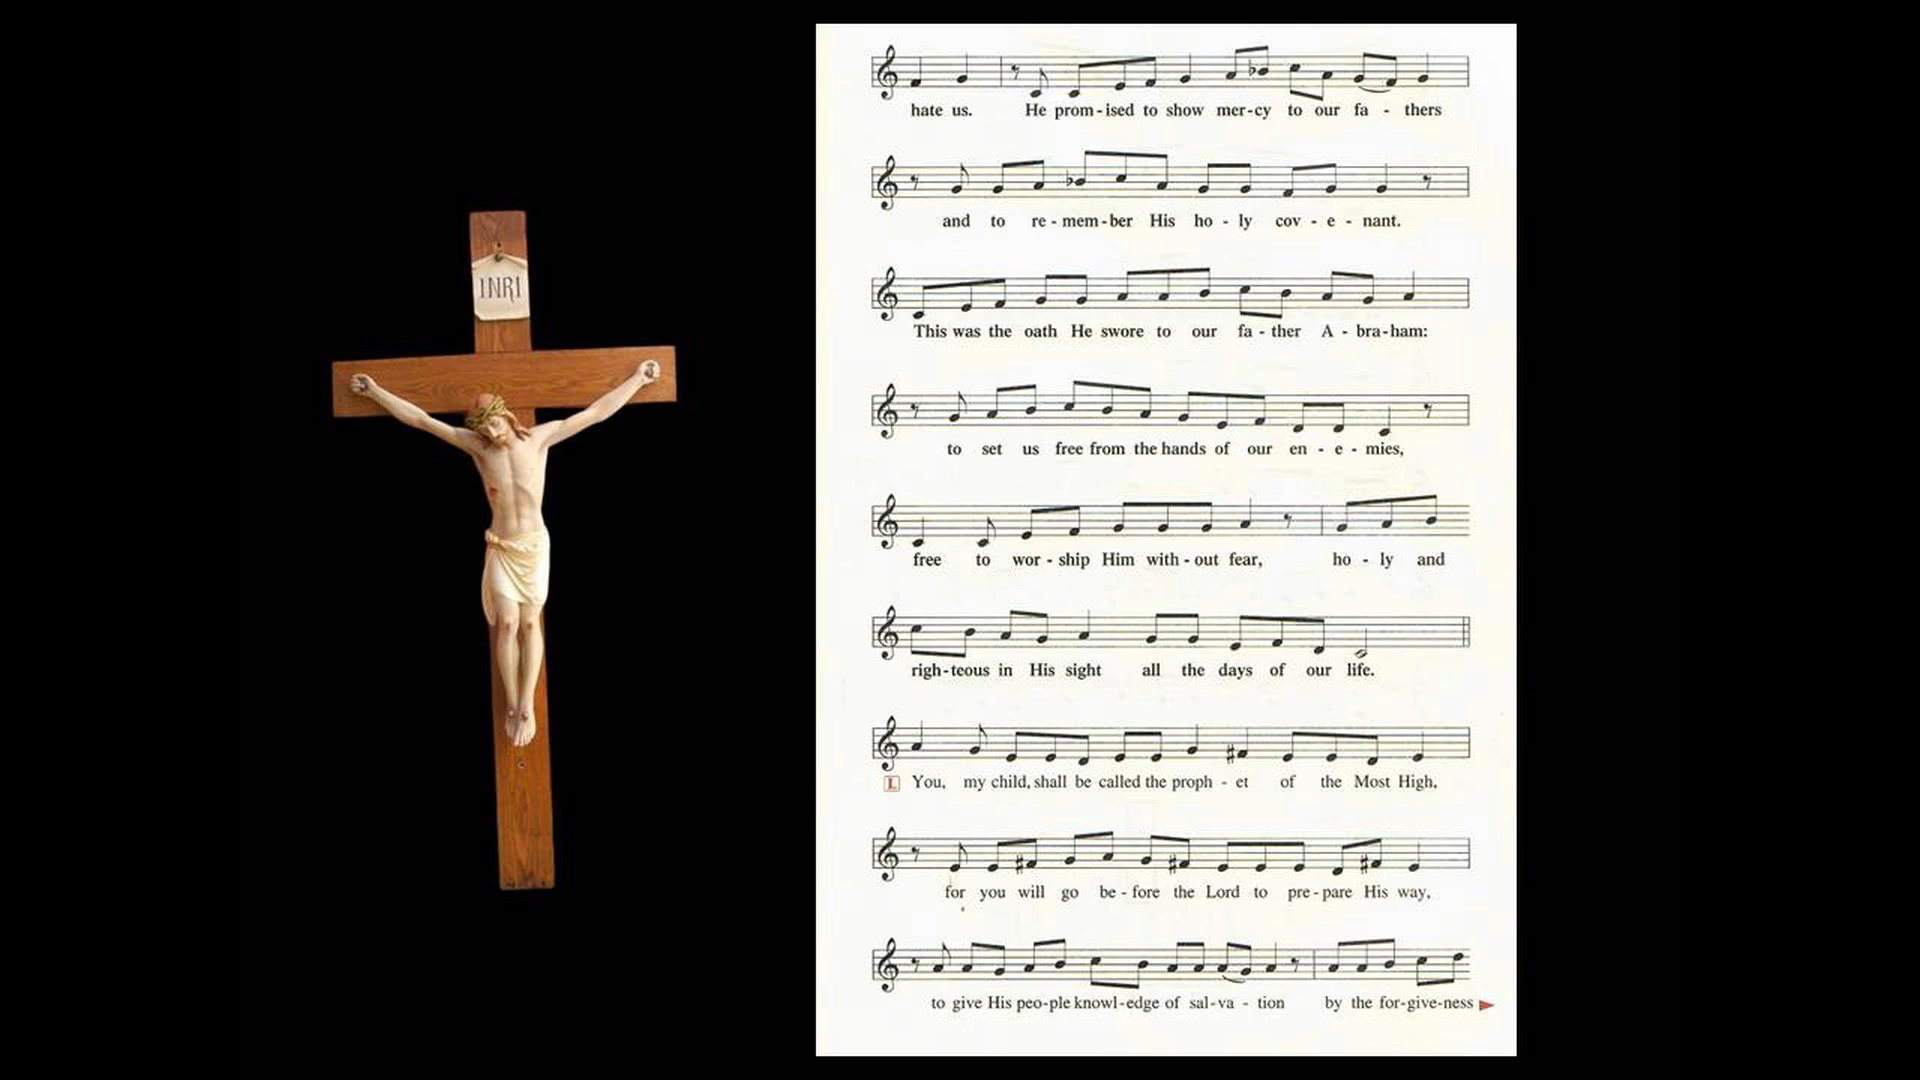 INRI
hate us. He prom-ised to show mer-cy to our fa - thers
and to re-mem-ber His ho - ly cov - e - nant.
This was the oath He swore to our fa - ther A - bra-ham:
to set us free from the hands of our en - e - mies,
free to wor - ship Him with-out fear, ho - ly and
righ-teous in His sight all the days of our life.
L You, my child, shall be called the proph - et of the Most High,
for you will go be - fore the Lord to pre-pare His way,
to give His peo-ple knowl-edge of sal-va - tion by the for-give-ness